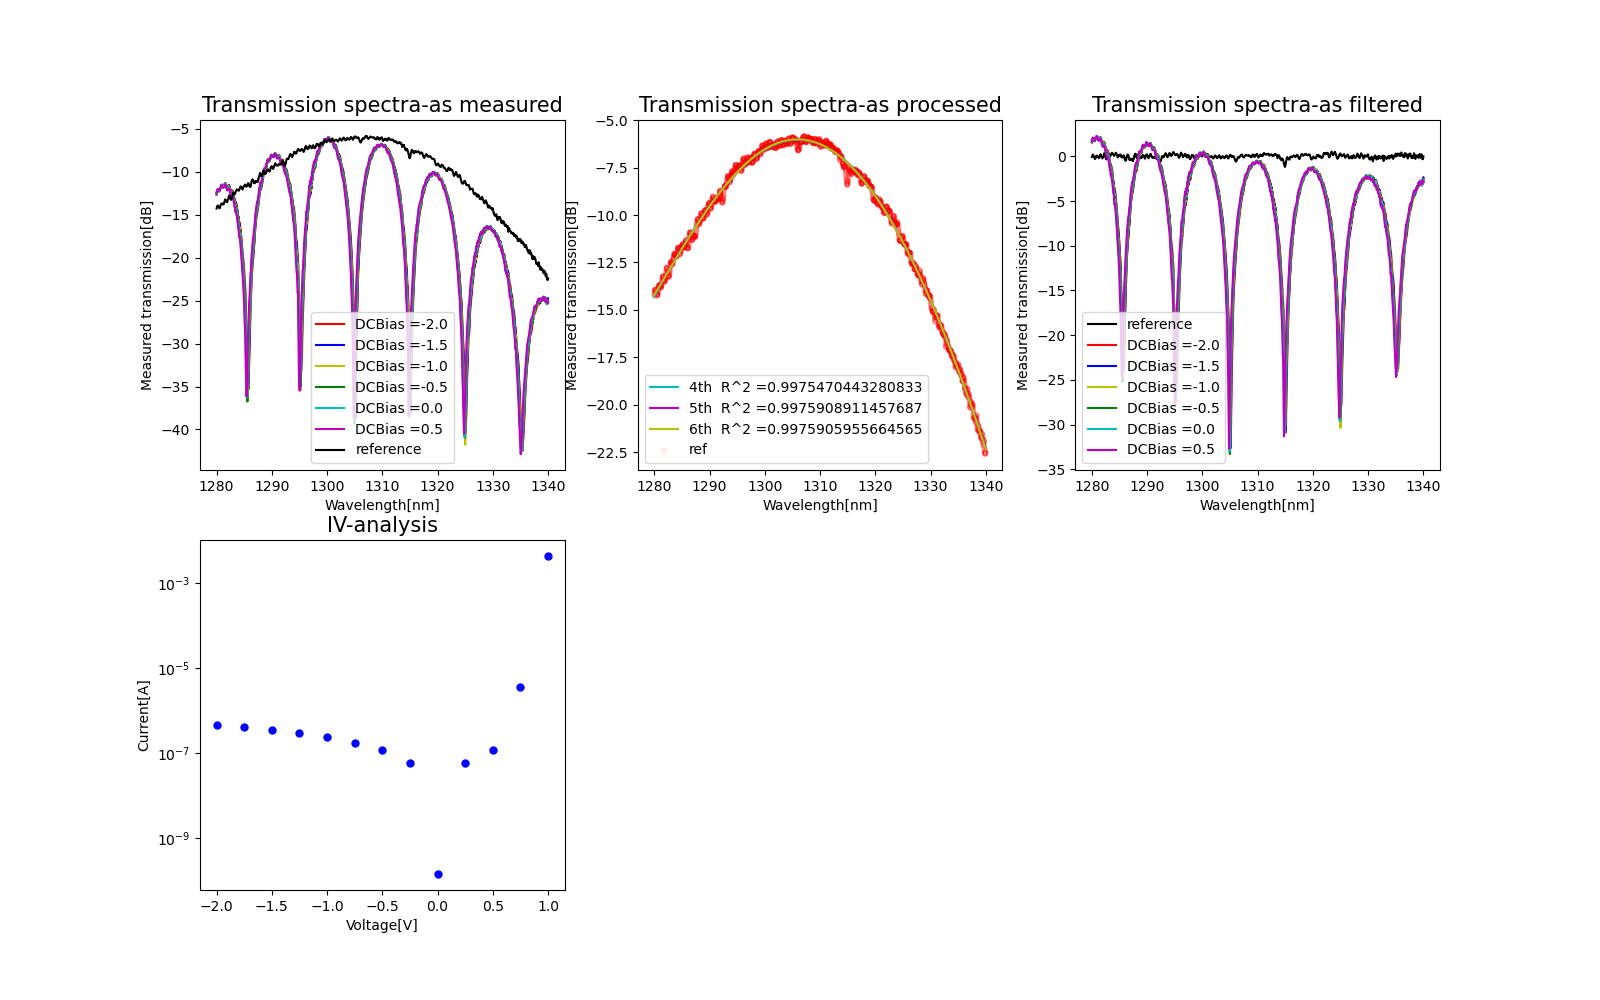 Transmission spectra-as measured
Measured transmission[dB]
−5
−10
−15
−20
−25
−30
−35
−40
DCBias =-2.0
DCBias =-1.5
DCBias =-1.0
DCBias =-0.5
DCBias =0.0
DCBias =0.5
reference
1280 1290 1300 1310 1320 1330 1340
Wavelength[nm]
Transmission spectra-as processed
Measured transmission[dB]
−5.0
−7.5
−10.0
−12.5
−15.0
−17.5
−20.0
−22.5
4th R^2 =0.9975470443280833
5th R^2 =0.9975908911457687
6th R^2 =0.9975905955664565
ref
1280 1290 1300 1310 1320 1330 1340
Wavelength[nm]
Transmission spectra-as filtered
Measured transmission[dB]
0
−5
−10
−15
−20
−25
−30
−35
reference
DCBias =-2.0
DCBias =-1.5
DCBias =-1.0
DCBias =-0.5
DCBias =0.0
DCBias =0.5
1280 1290 1300 1310 1320 1330 1340
Wavelength[nm]
IV-analysis
Current[A]
10⁻³
10⁻⁵
10⁻⁷
10⁻⁹
−2.0 −1.5 −1.0 −0.5 0.0 0.5 1.0
Voltage[V]